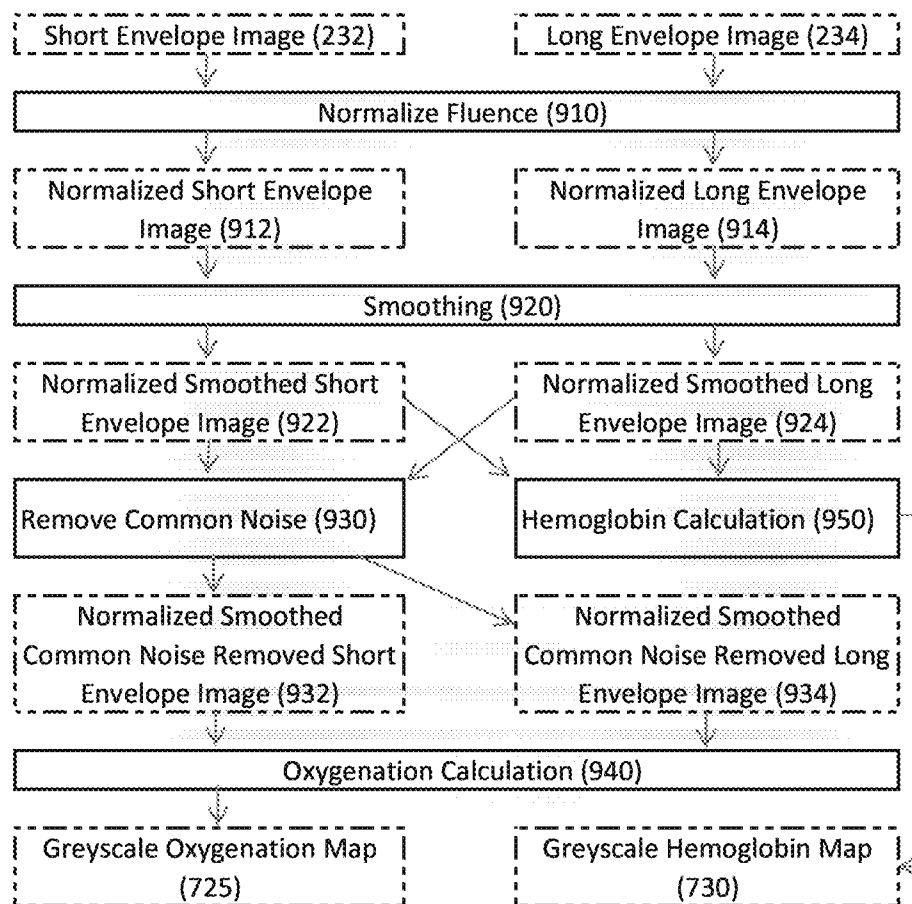 Short Envelope Image (232)
Long Envelope Image (234)
Normalize Fluence (910)
Normalized Short Envelope
Image (912)
Normalized Long Envelope
Image (914)
Smoothing (920)
Normalized Smoothed Short
Envelope Image (922)
Normalized Smoothed Long
Envelope Image (924)
Remove Common Noise (930)
Hemoglobin Calculation (950)
Normalized Smoothed
Common Noise Removed Short
Envelope Image (932)
Normalized Smoothed
Common Noise Removed Long
Envelope Image (934)
Oxygenation Calculation (940)
Greyscale Oxygenation Map
(725)
Greyscale Hemoglobin Map
(730)